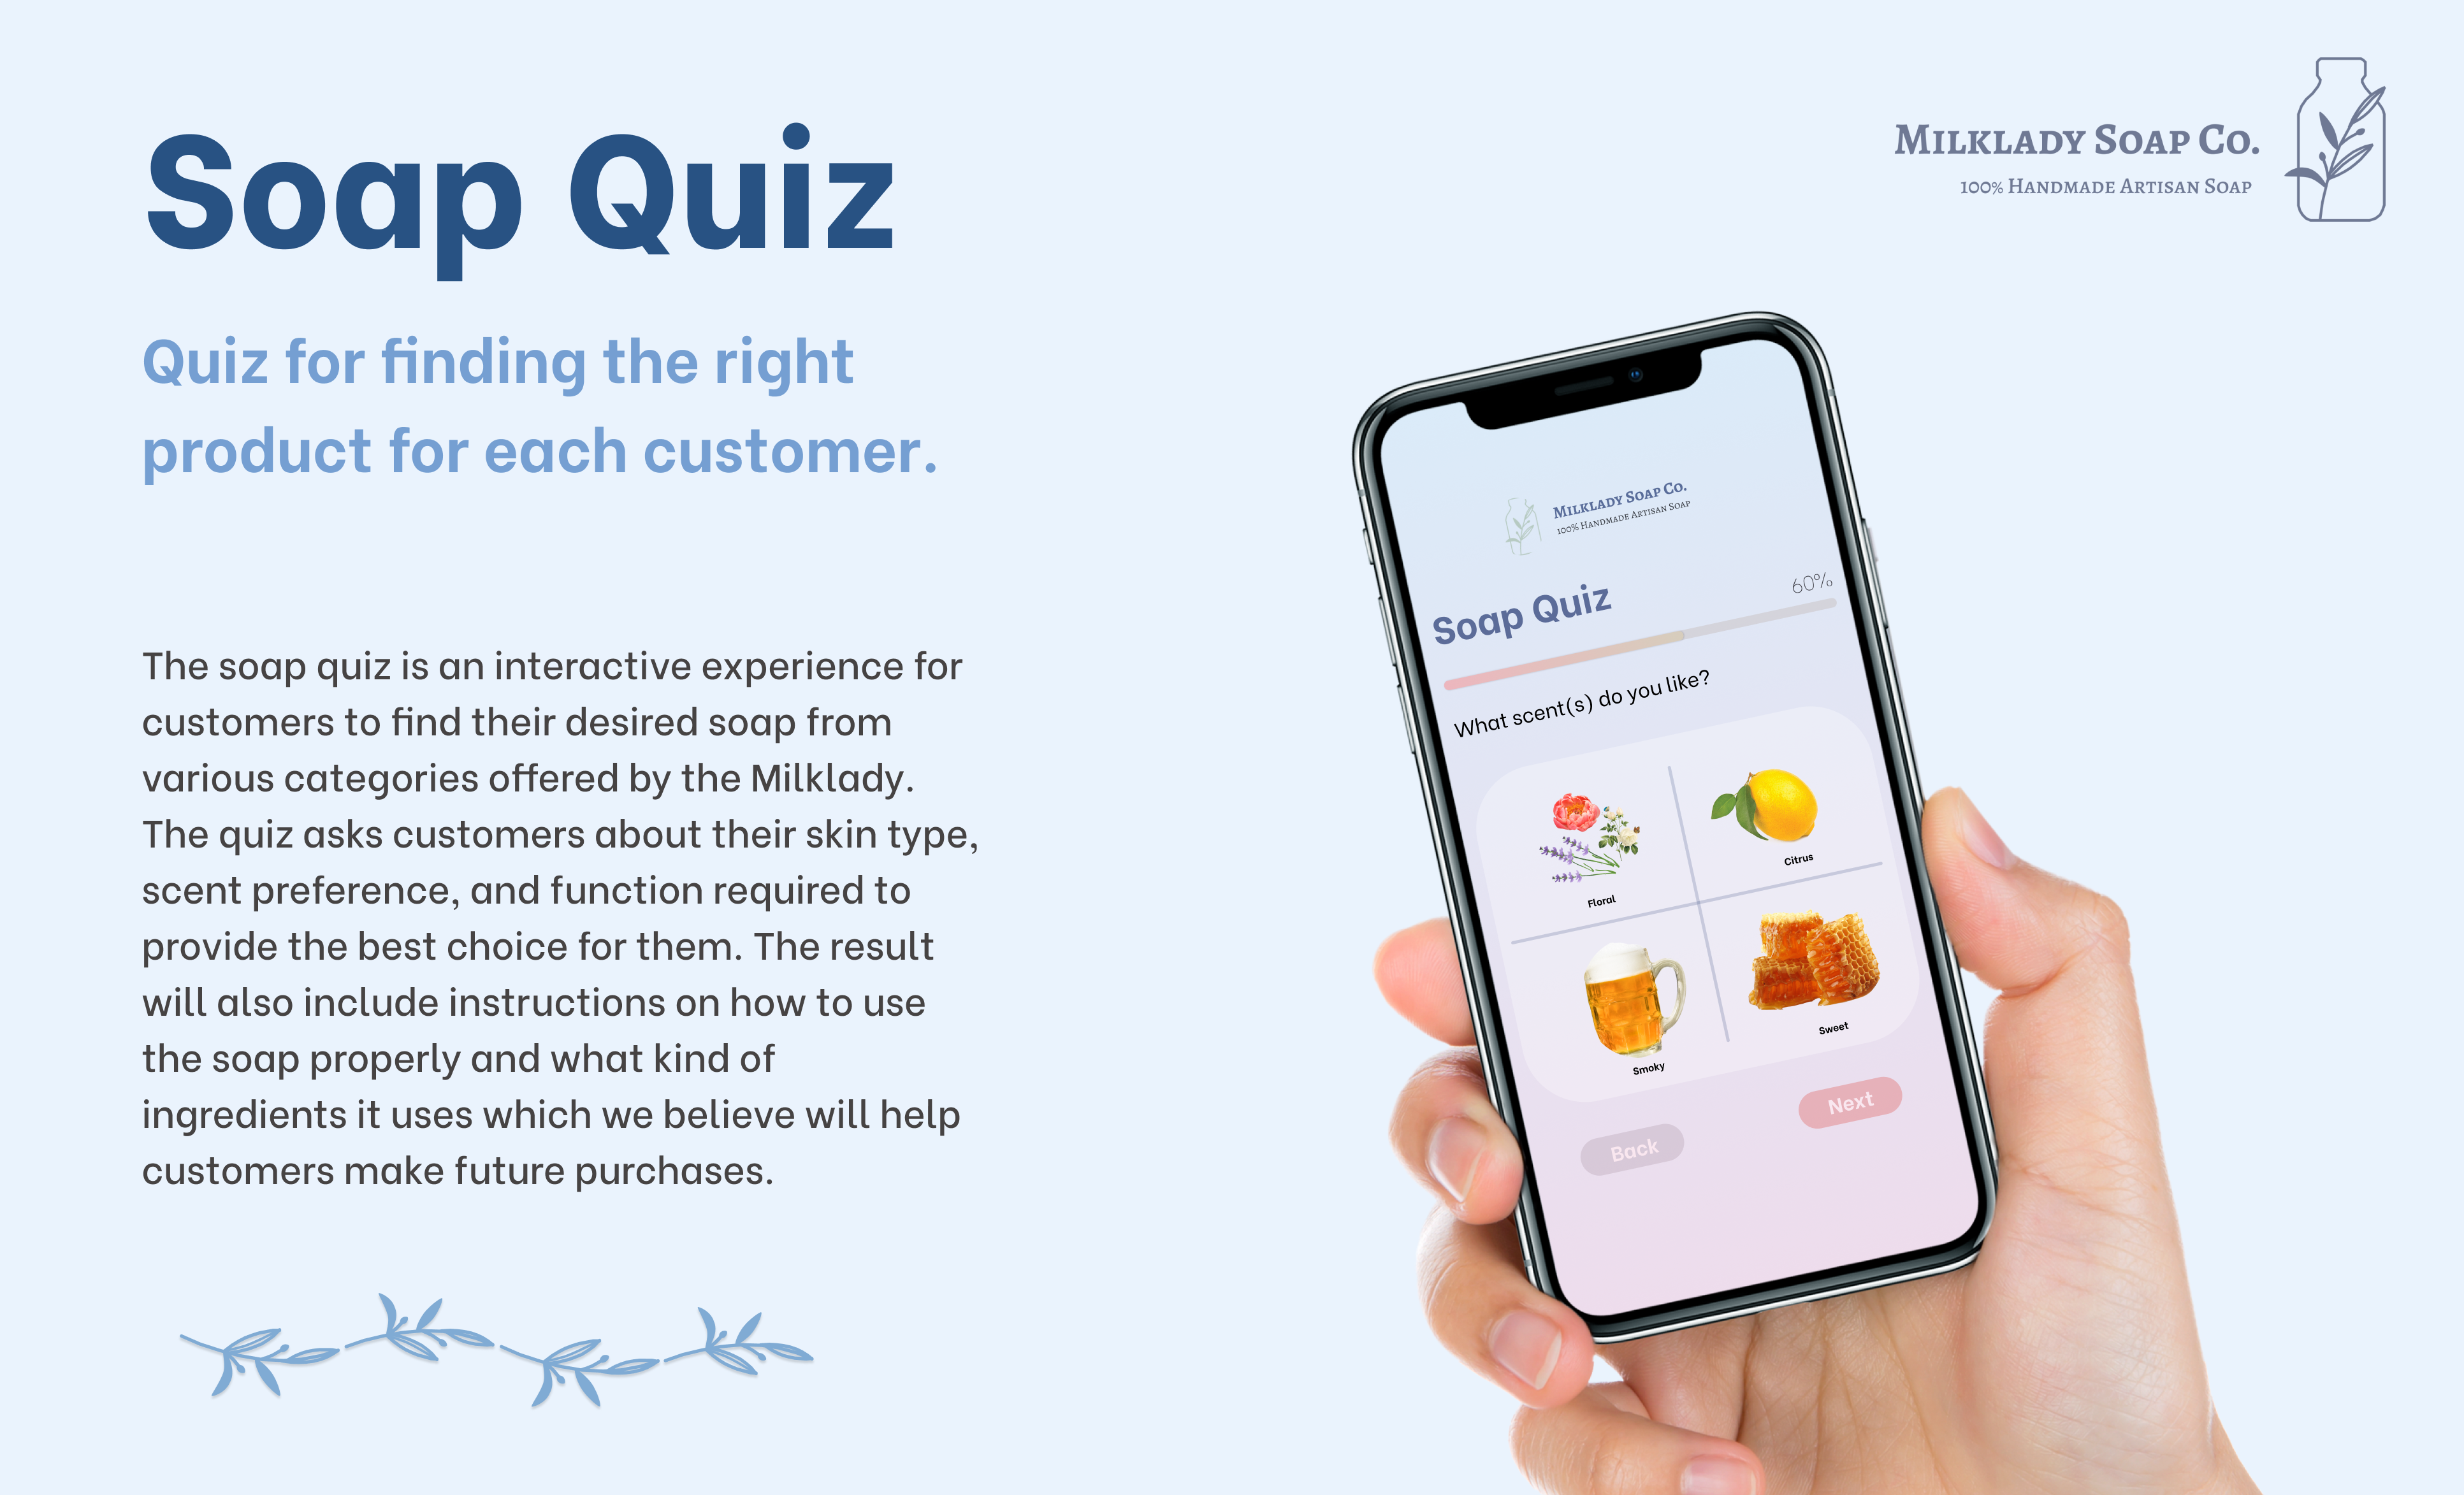 Soap Quiz
Quiz for finding the right
product for each customer.
The soap quiz is an interactive experience for
customers to find their desired soap from
various categories offered by the Milklady.
The quiz asks customers about their skin type,
scent preference, and function required to
provide the best choice for them. The result
will also include instructions on how to use
the soap properly and what kind of
ingredients it uses which we believe will help
customers make future purchases.
Milklady Soap Co.
100% Handmade Artisan Soap
Milklady Soap Co.
100% Handmade Artisan Soap
Soap Quiz
60%
What scent(s) do you like?
Floral
Citrus
Smoky
Sweet
Back
Next